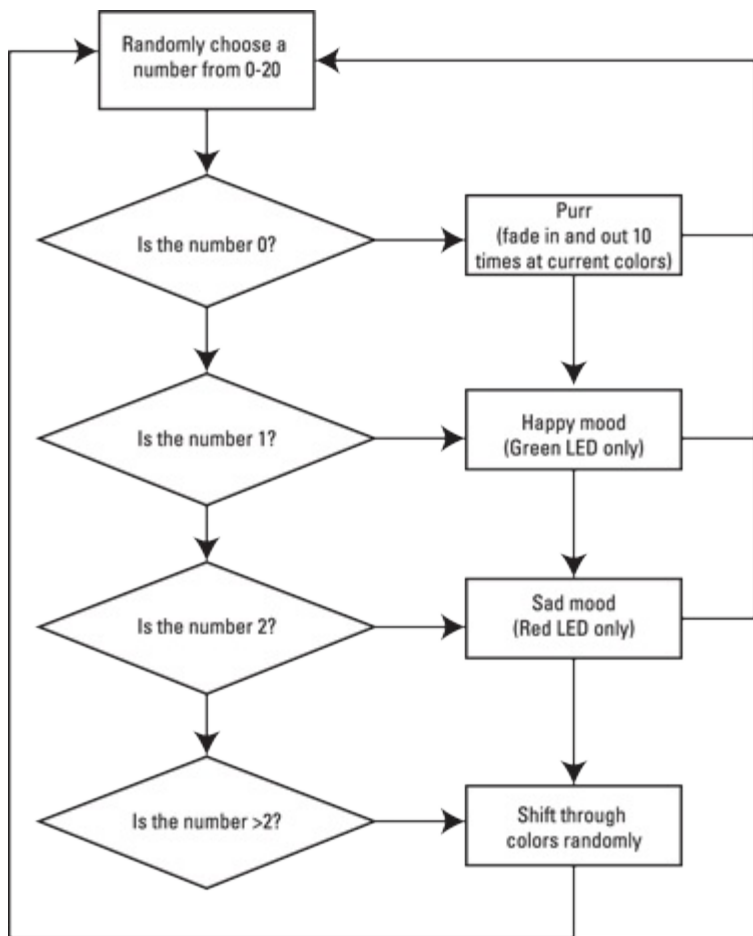 Randomly choose a
number from 0-20
Is the number 0?
Purr
(fade in and out 10
times at current colors)
Is the number 1?
Happy mood
(Green LED only)
Is the number 2?
Sad mood
(Red LED only)
Is the number >2?
Shift through
colors randomly